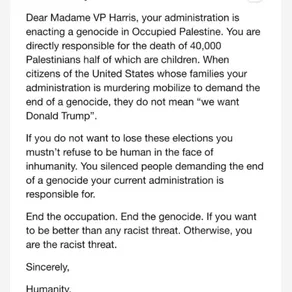 Dear Madame VP Harris, your administration is
enacting a genocide in Occupied Palestine. You are
directly responsible for the death of 40,000
Palestinians half of which are children. When
citizens of the United States whose families your
administration is murdering mobilize to demand the
end of a genocide, they do not mean “we want
Donald Trump”.
If you do not want to lose these elections you
mustn’t refuse to be human in the face of
inhumanity. You silenced people demanding the end
of a genocide your current administration is
responsible for.
End the occupation. End the genocide. If you want
to be better than any racist threat. Otherwise, you
are the racist threat.
Sincerely,
Humanity.